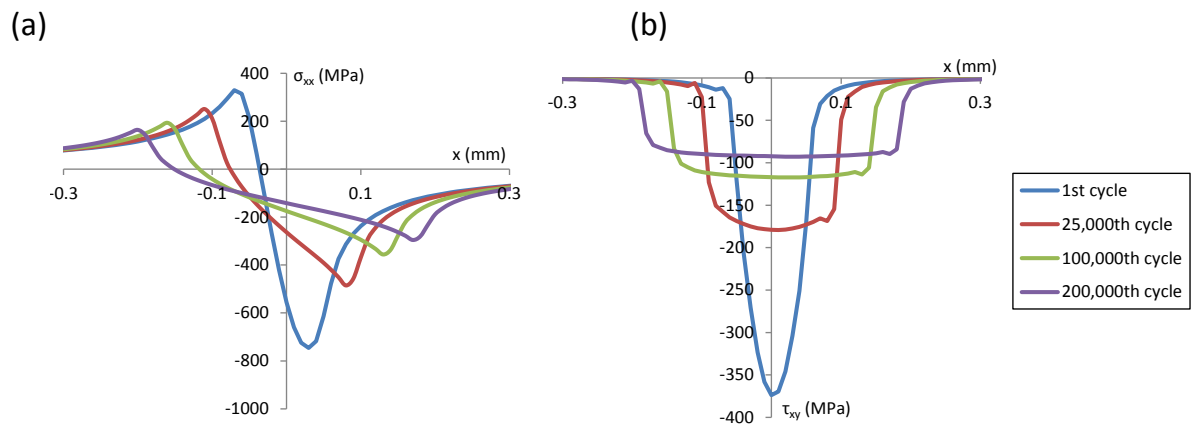 (a)
(b)
400
σxx (MPa)
200
0
-200
-400
-600
-800
-1000
x (mm)
-0.3
-0.1
0.1
0.3
x (mm)
0
-50
-100
-150
-200
-250
-300
-350
-400
-0.3
-0.1
0.1
0.3
τxy (MPa)
1st cycle
25,000th cycle
100,000th cycle
200,000th cycle